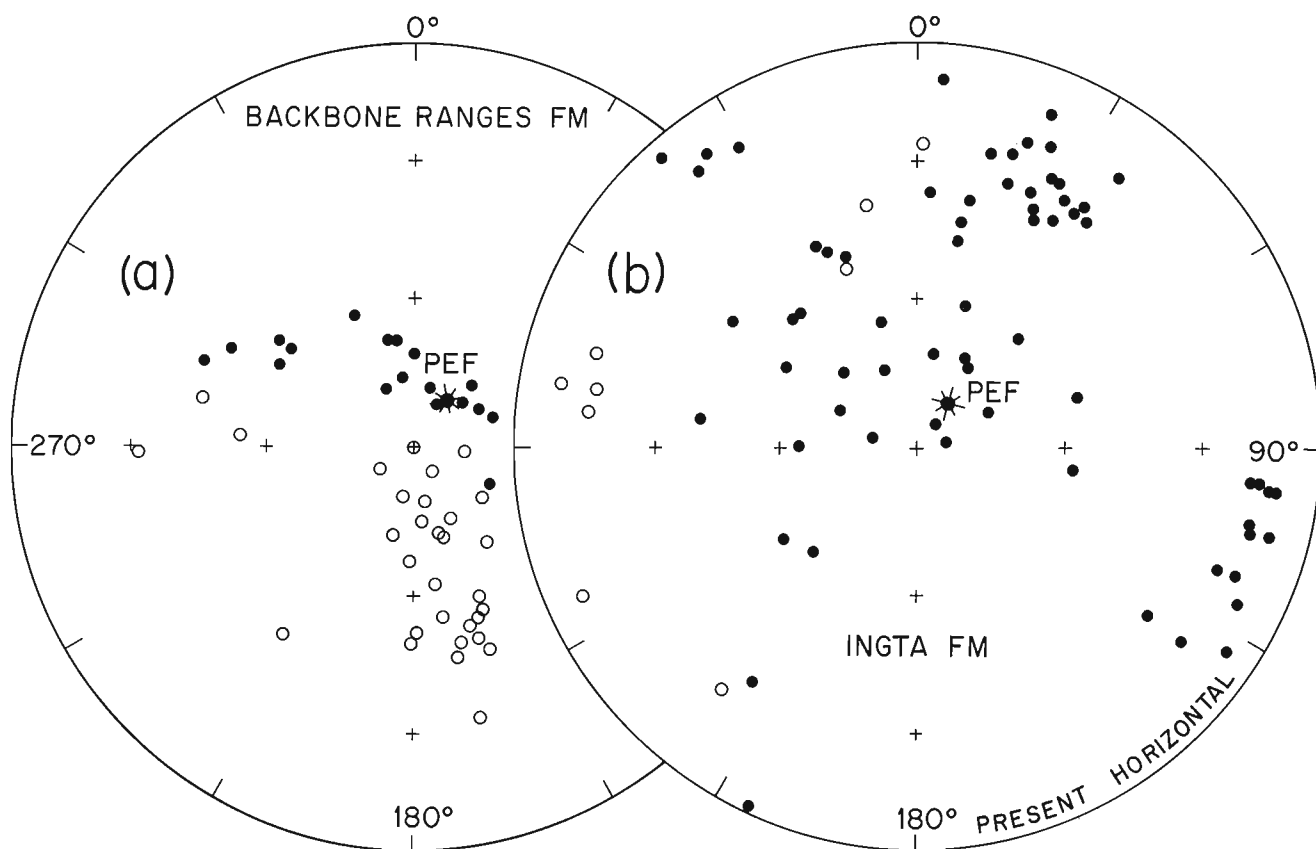 0°
BACKBONE RANGES FM
(a)
PEF
270°
180°
0°
(b)
PEF
90°
INGTA FM
180°
PRESENT HORIZONTAL